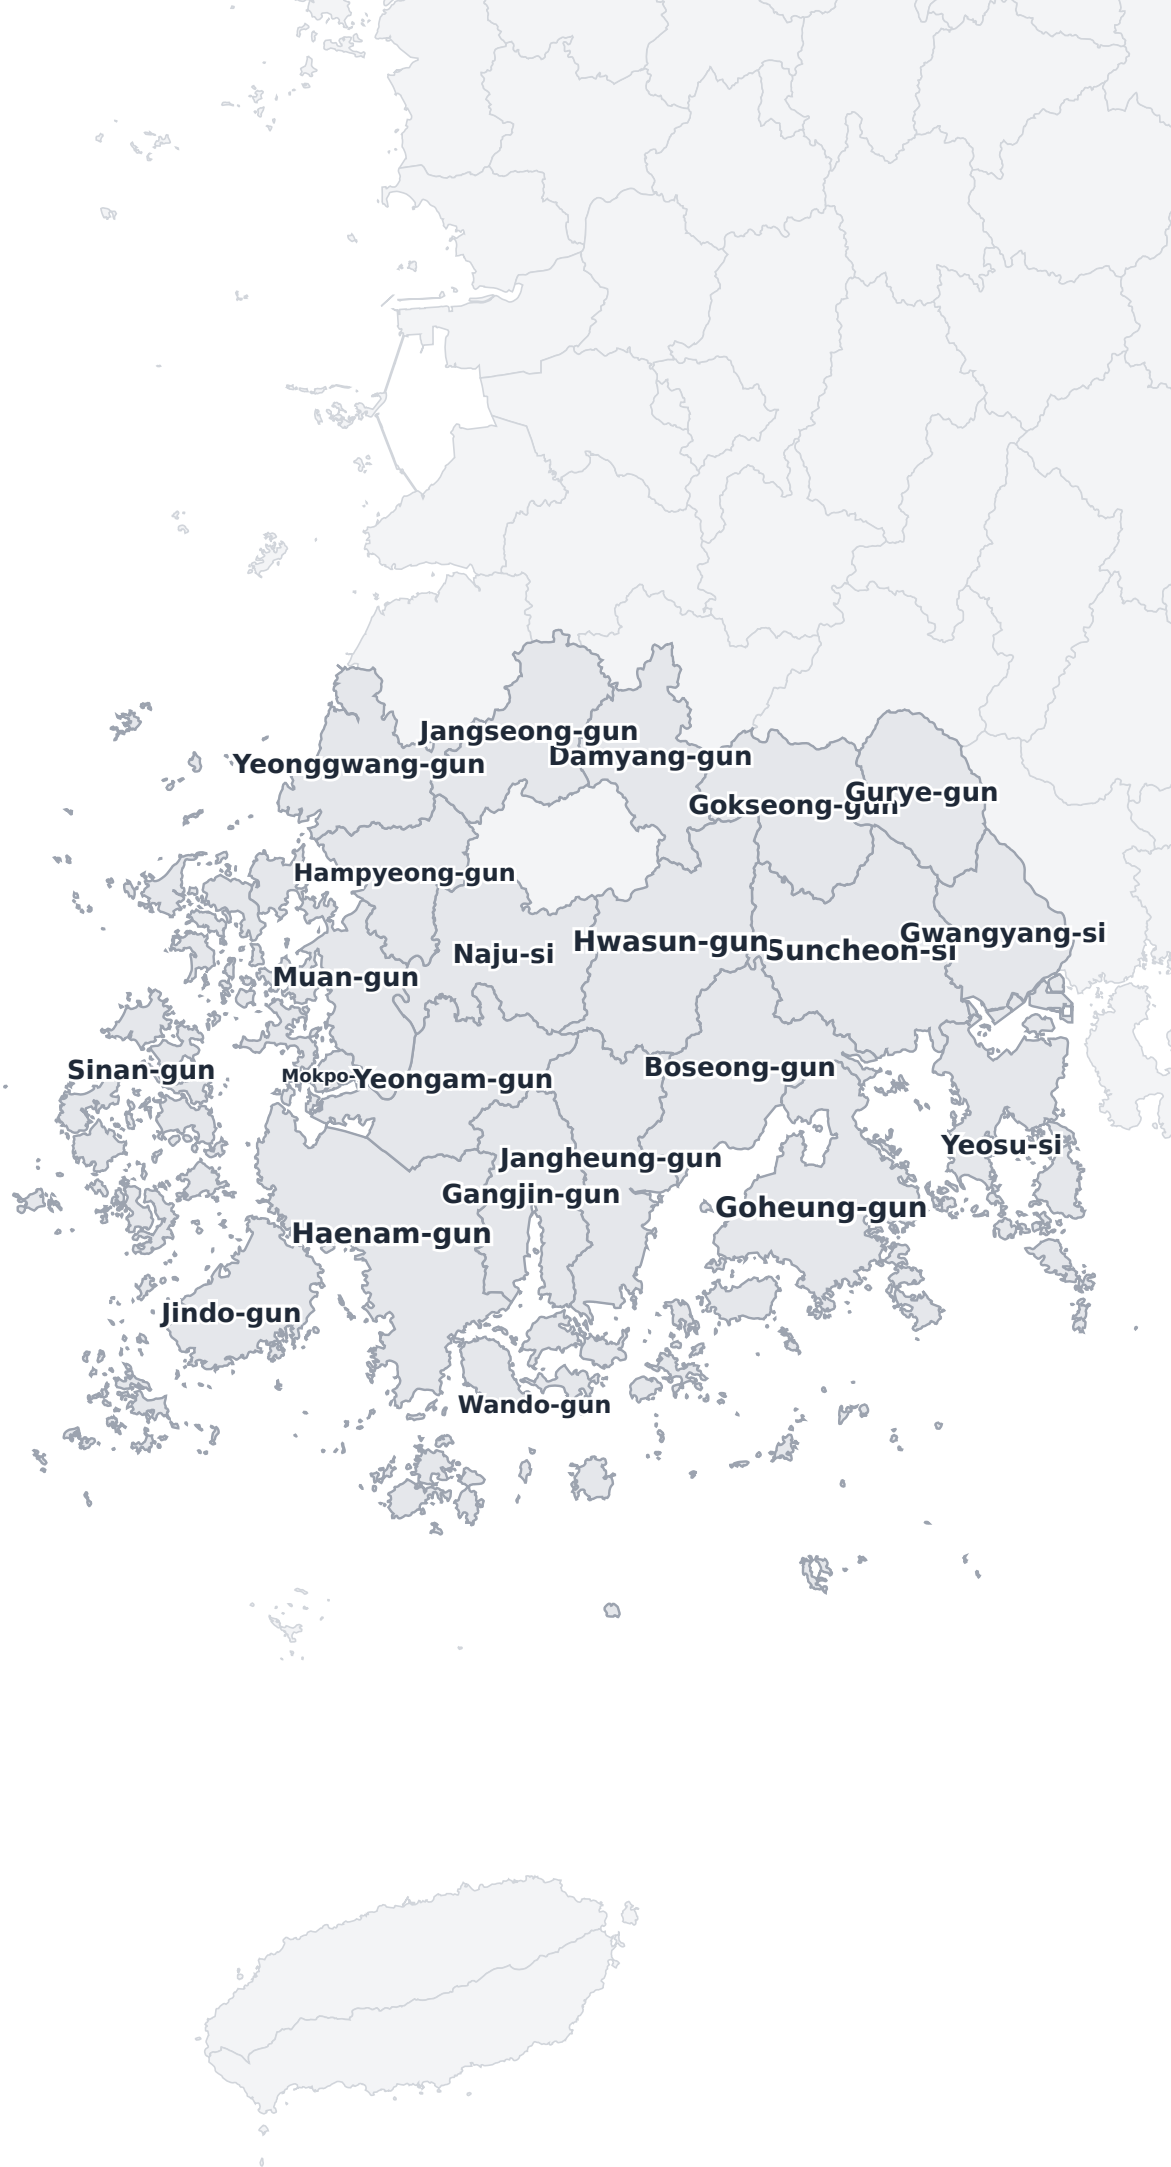 Jangseong-gun
Damyang-gun
Yeonggwang-gun
Gurye-gun
Gokseong-gun
Hampyeong-gun
Gwangyang-si
Hwasun-gun
Suncheon-si
Naju-si
Muan-gun
Boseong-gun
Sinan-gun
Mokpo-
Yeongam-gun
Yeosu-si
Jangheung-gun
Gangjin-gun
Goheung-gun
Haenam-gun
Jindo-gun
Wando-gun